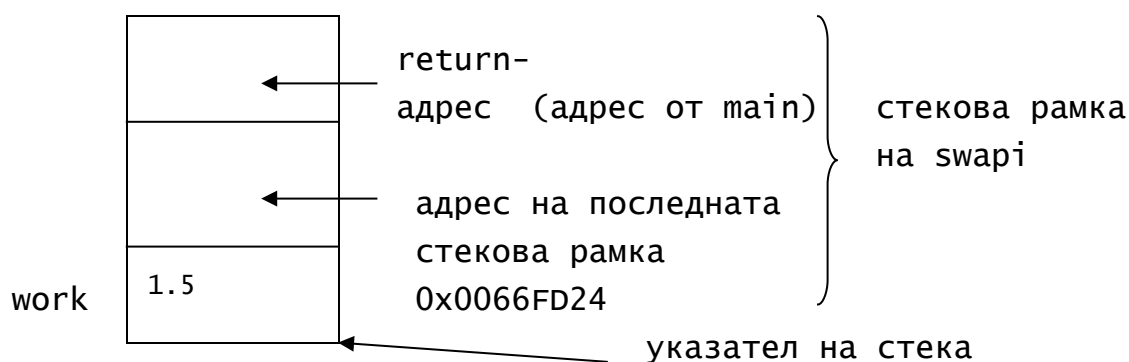 return-
адрес (адрес от main)
стекова рамка
на swapi
адрес на последната
стекова рамка
0x0066FD24
work
1.5
указател на стека